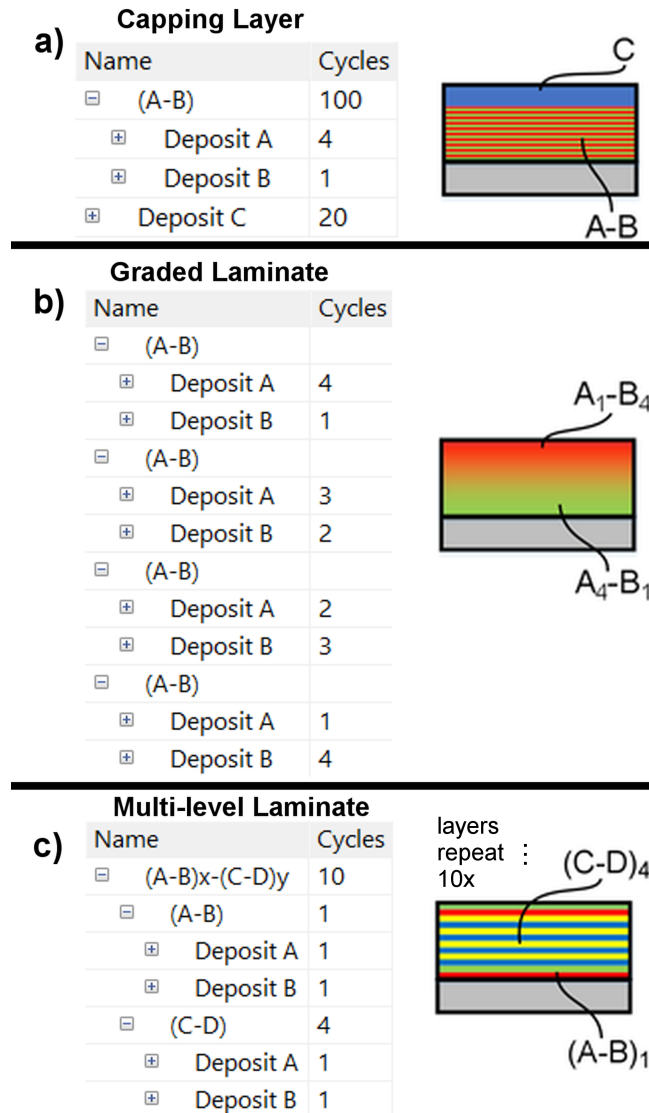 a)
Capping Layer
Name Cycles
(A-B) 100
Deposit A 4
Deposit B 1
Deposit C 20
C
A-B
b)
Graded Laminate
Name Cycles
(A-B)
Deposit A 4
Deposit B 1
(A-B)
Deposit A 3
Deposit B 2
(A-B)
Deposit A 2
Deposit B 3
(A-B)
Deposit A 1
Deposit B 4
A₁-B₄
A₄-B₁
c)
Multi-level Laminate
Name Cycles
(A-B)x-(C-D)y 10
(A-B) 1
Deposit A 1
Deposit B 1
(C-D) 4
Deposit A 1
Deposit B 1
layers
repeat ⋮
10x
(C-D)₄
(A-B)₁